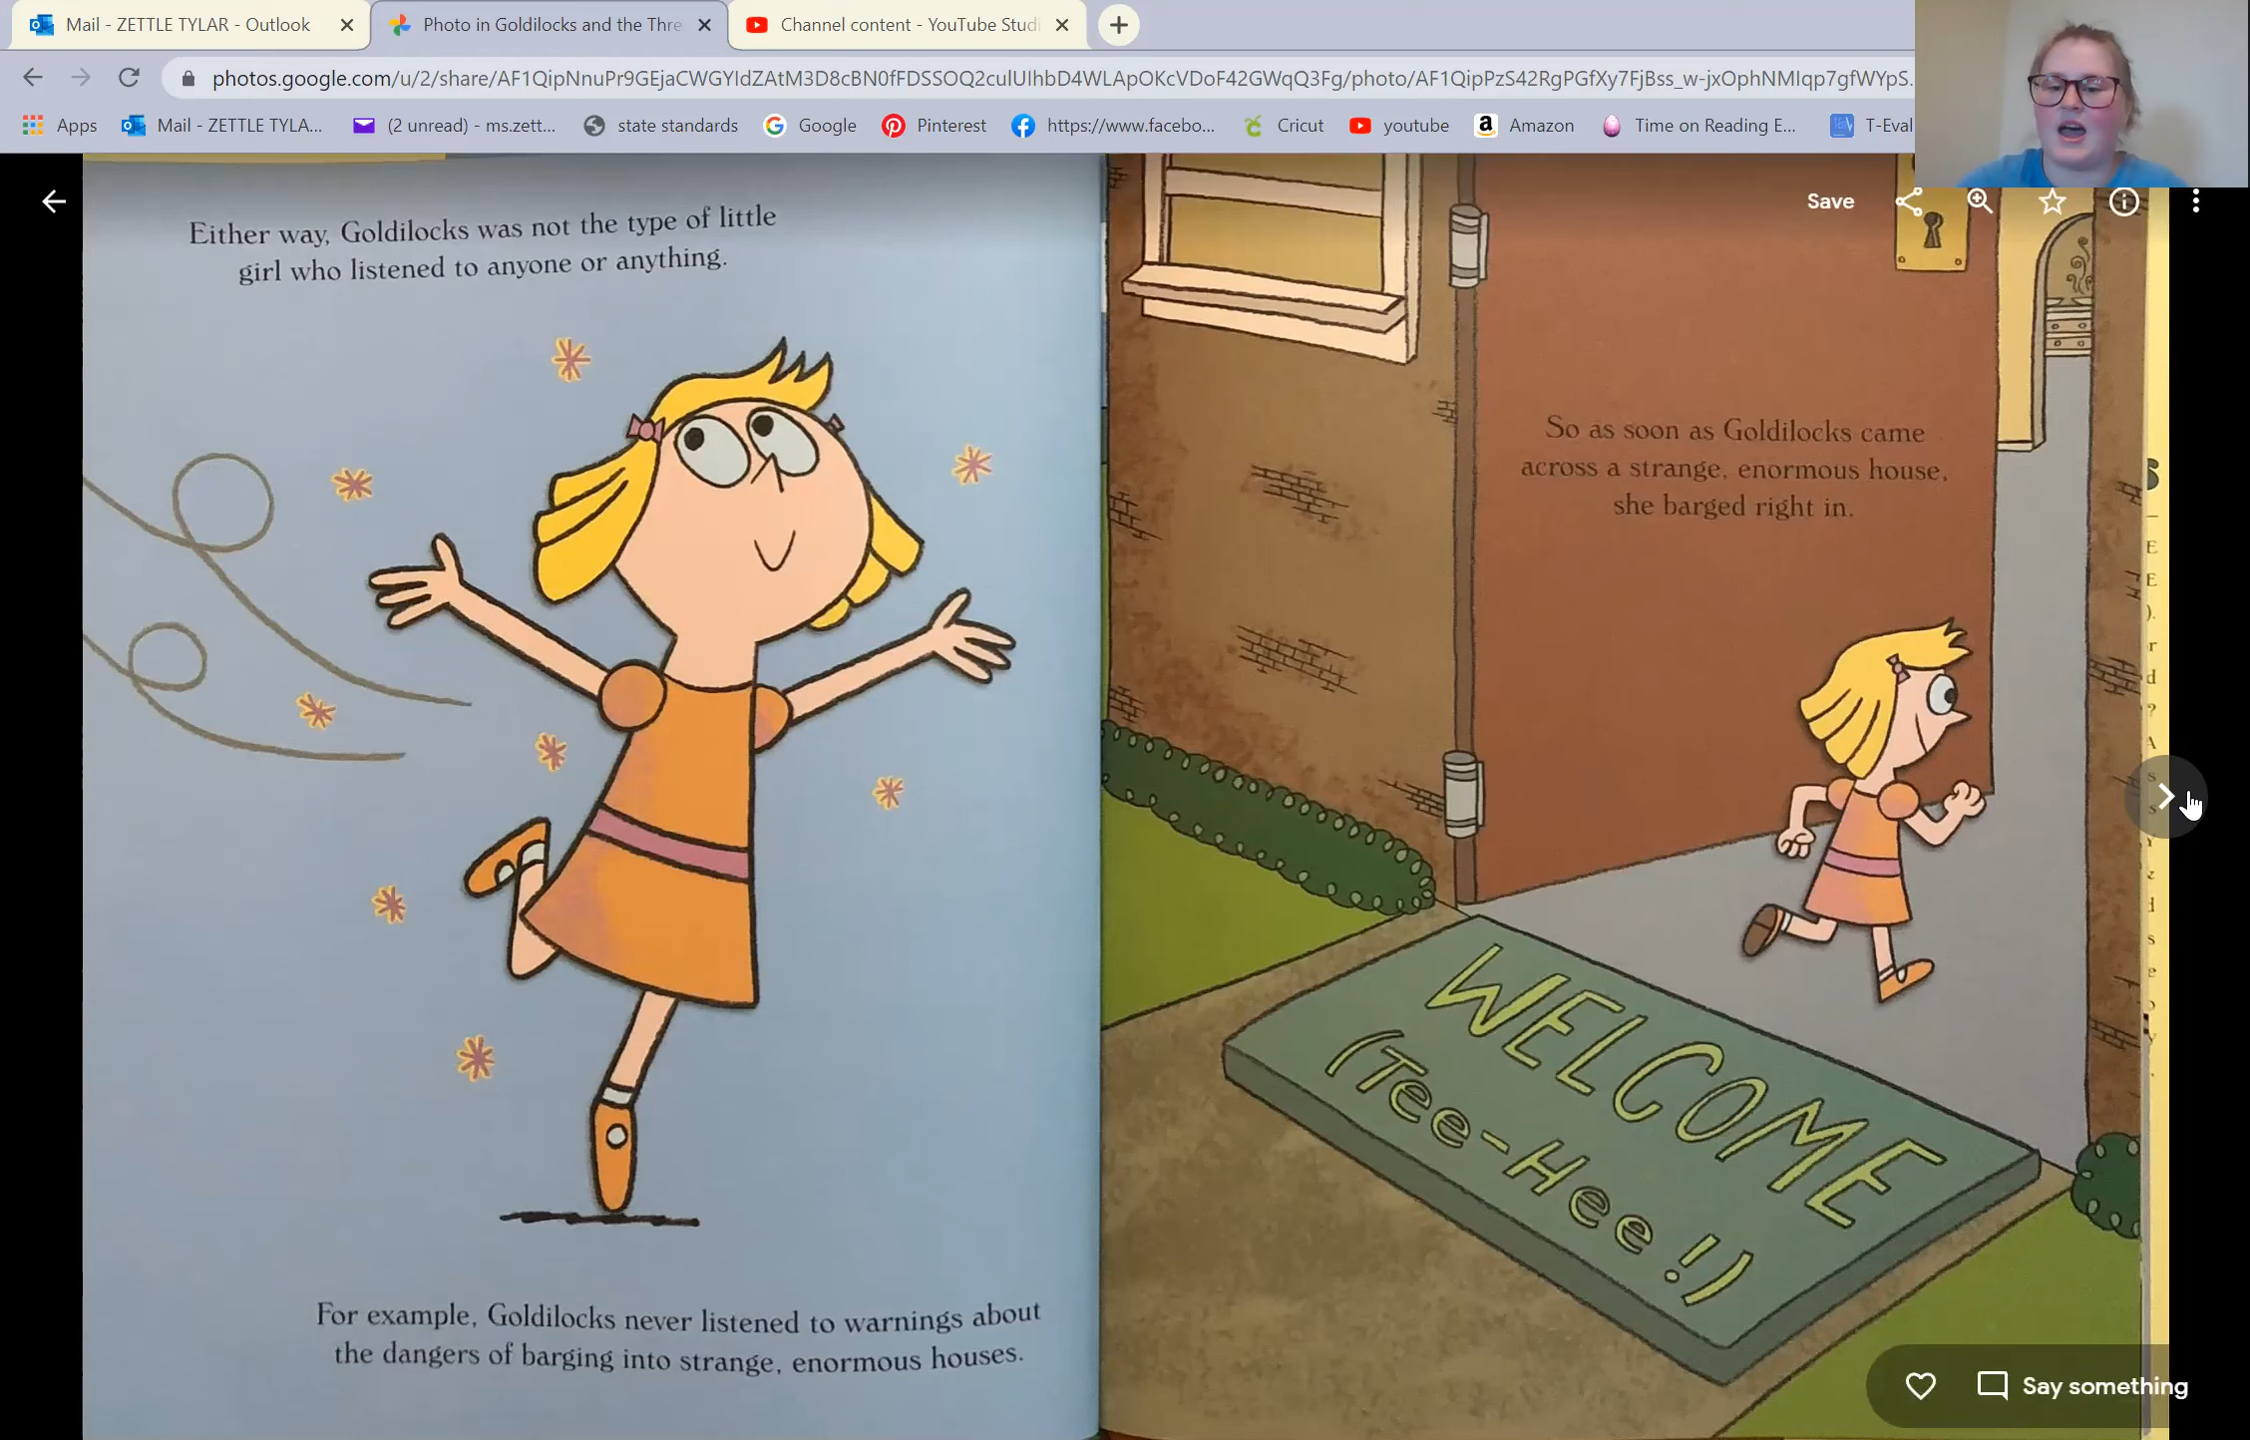 Mail - ZETTLE TYLAR - Outlook
Photo in Goldilocks and the Thre
Channel content - YouTube Studi
photos.google.com/u/2/share/AF1QipNnuPr9GEjaCWGYIdZAtM3D8cBN0fFDSSOQ2culUIhbD4WLApOKcVDoF42GWqQ3Fg/photo/AF1QipPzS42RgPGfXy7FjBss_w-jxOphNMIqp7gfWYpS.
Apps
Mail - ZETTLE TYLA...
(2 unread) - ms.zett...
state standards
Google
Pinterest
https://www.facebo...
Cricut
youtube
Amazon
Time on Reading E...
T-Eval
Save
Either way, Goldilocks was not the type of little
girl who listened to anyone or anything.
For example, Goldilocks never listened to warnings about
the dangers of barging into strange, enormous houses.
So as soon as Goldilocks came
across a strange, enormous house,
she barged right in.
WELCOME
(Tee-Hee!)
Say something